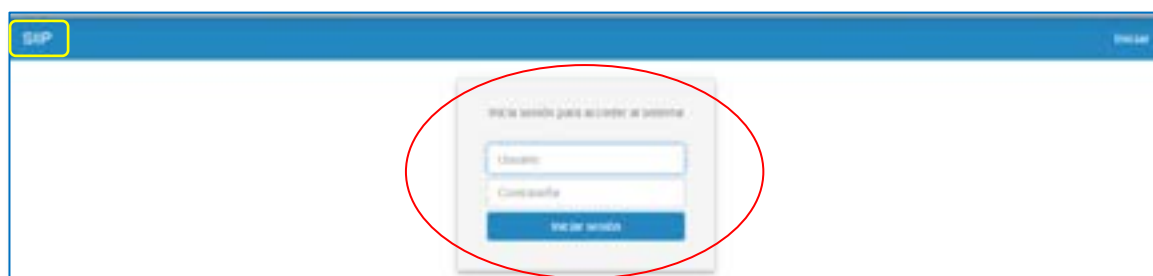 SIIP
Iniciar
Inicia sesión para acceder al sistema
Usuario
Contraseña
Iniciar sesión